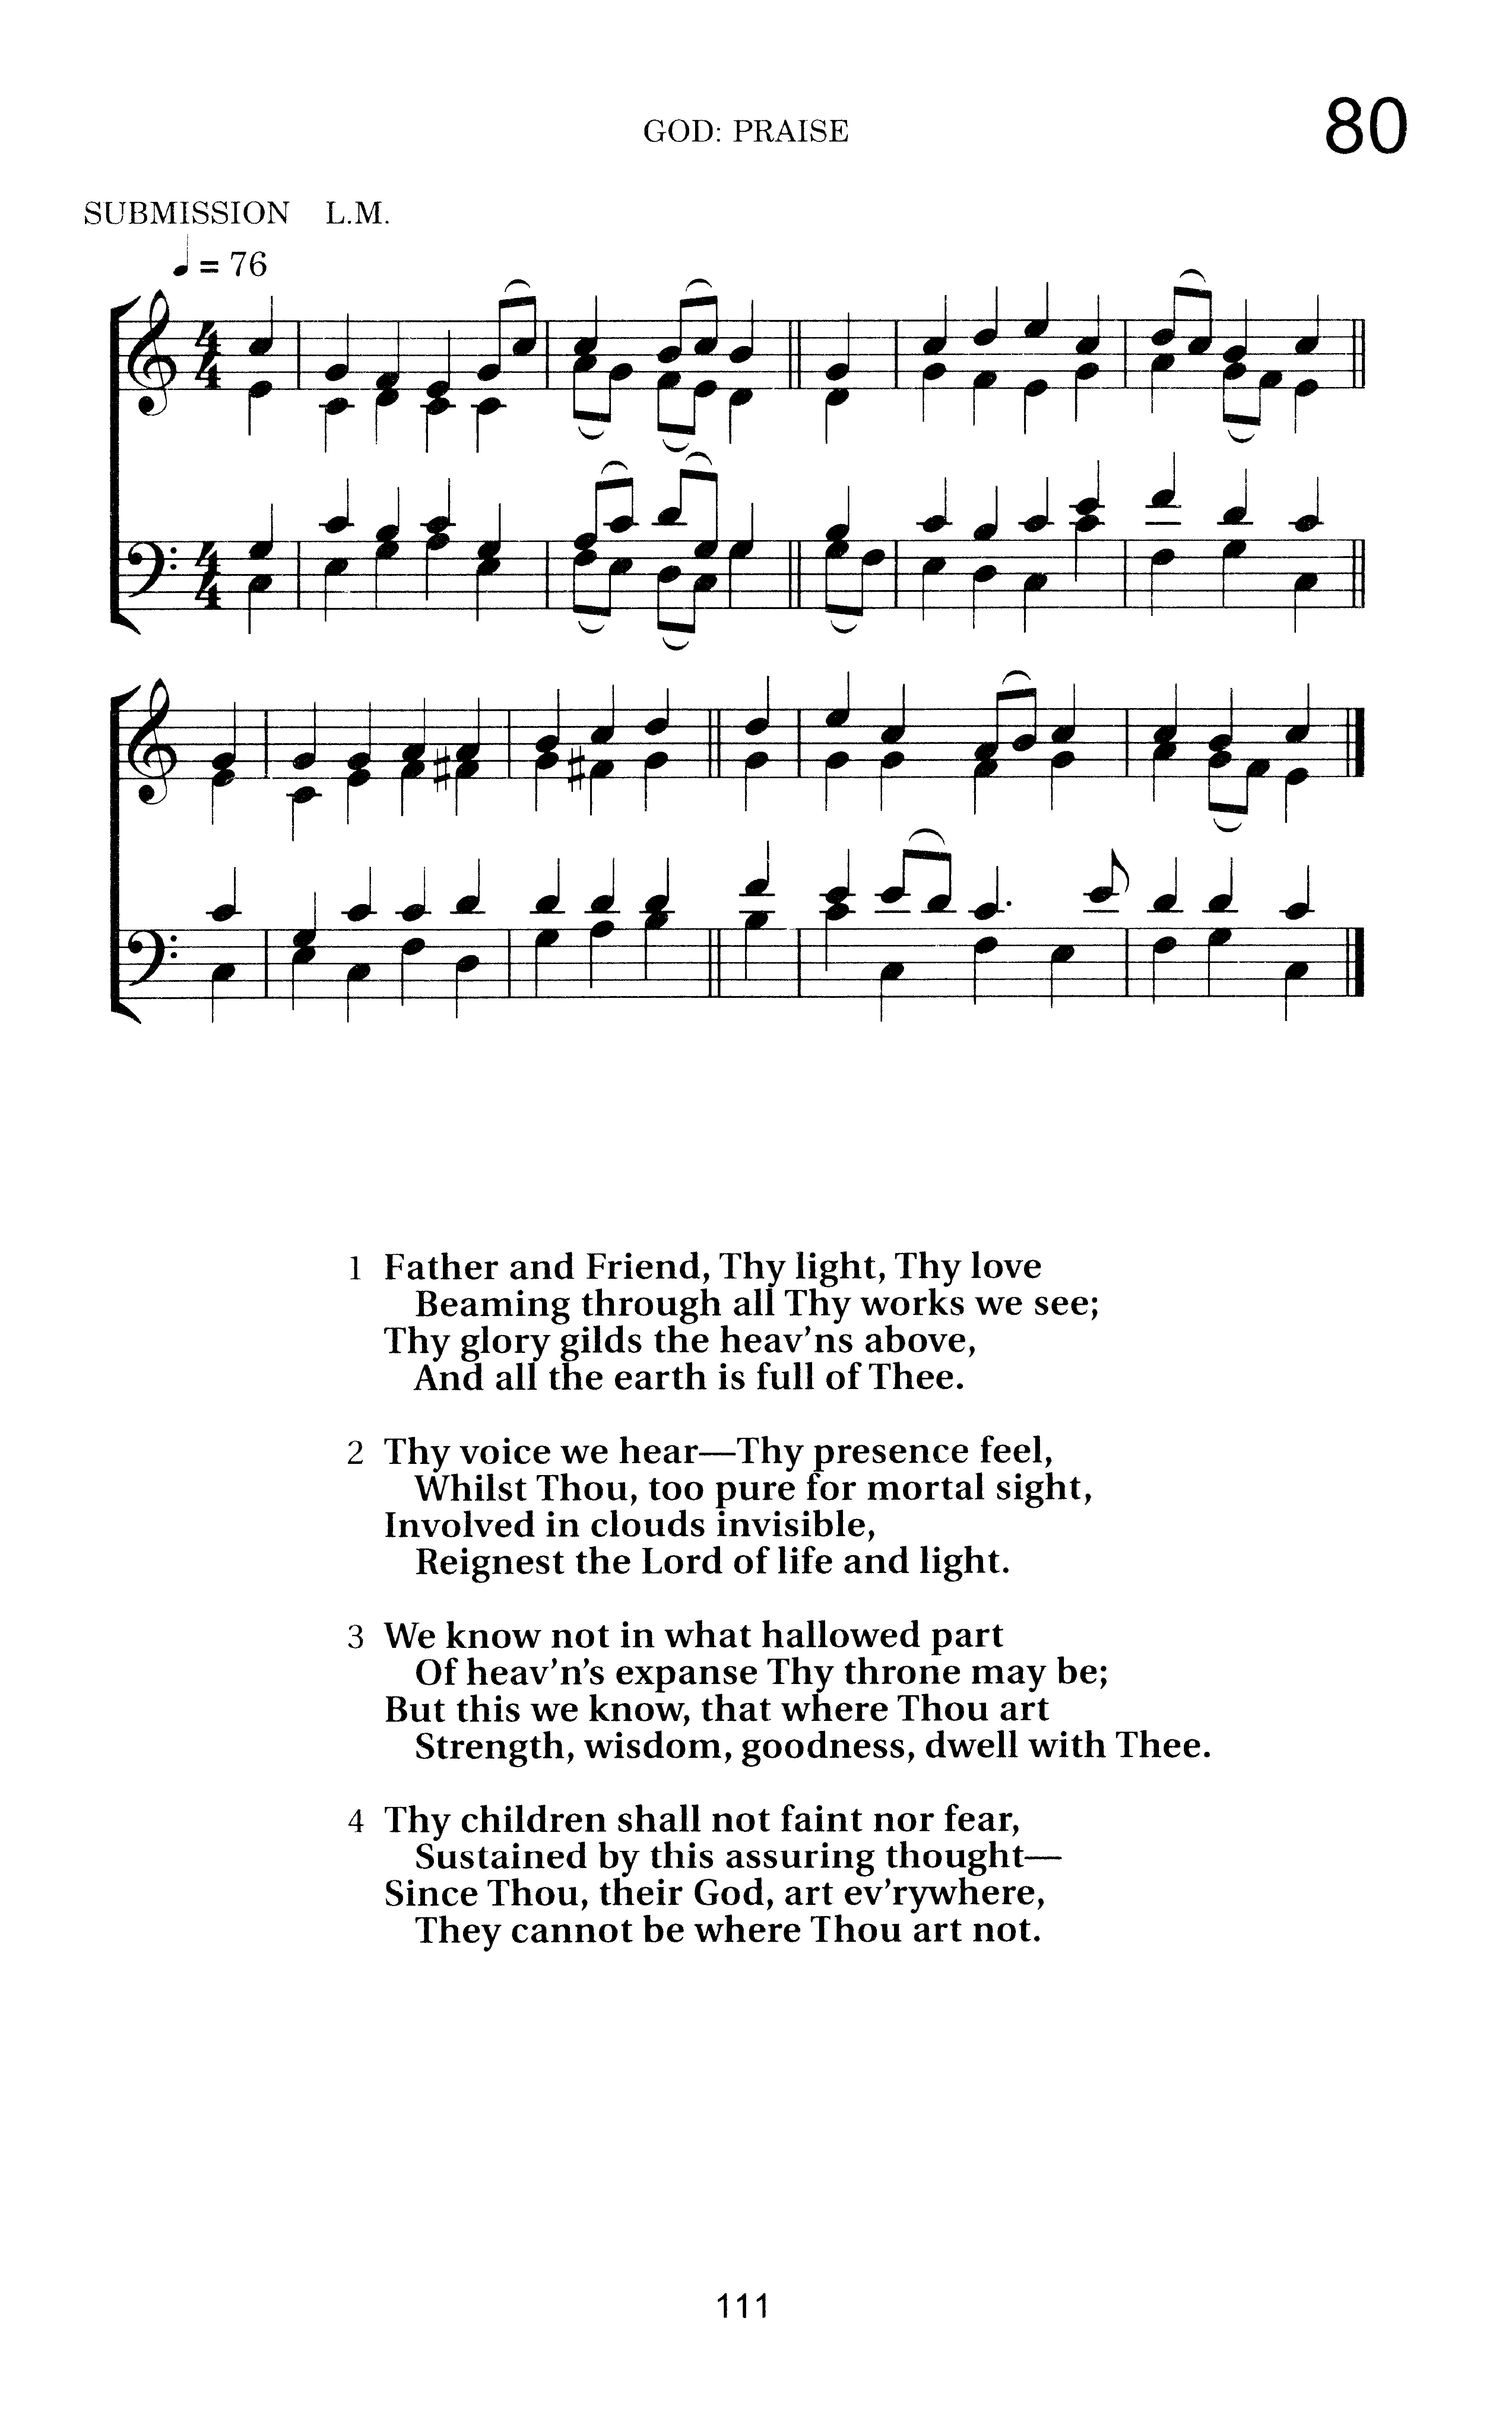 GOD: PRAISE
80
SUBMISSION L.M.
♩ = 76
1 Father and Friend, Thy light, Thy love
Beaming through all Thy works we see;
Thy glory gilds the heav’ns above,
And all the earth is full of Thee.
2 Thy voice we hear—Thy presence feel,
Whilst Thou, too pure for mortal sight,
Involved in clouds invisible,
Reignest the Lord of life and light.
3 We know not in what hallowed part
Of heav’n’s expanse Thy throne may be;
But this we know, that where Thou art
Strength, wisdom, goodness, dwell with Thee.
4 Thy children shall not faint nor fear,
Sustained by this assuring thought—
Since Thou, their God, art ev’rywhere,
They cannot be where Thou art not.
111